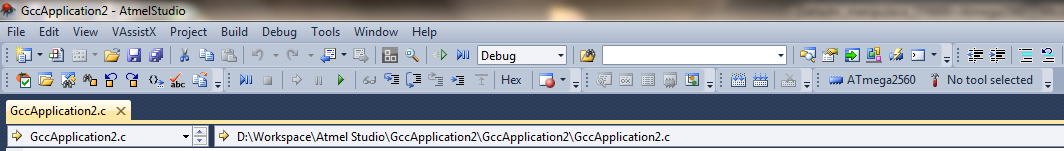 GccApplication2 - AtmelStudio
File Edit View VAssistX Project Build Debug Tools Window Help
Debug
abc Hex ATmega2560 No tool selected
GccApplication2.c
GccApplication2.c D:\Workspace\Atmel Studio\GccApplication2\GccApplication2\GccApplication2.c